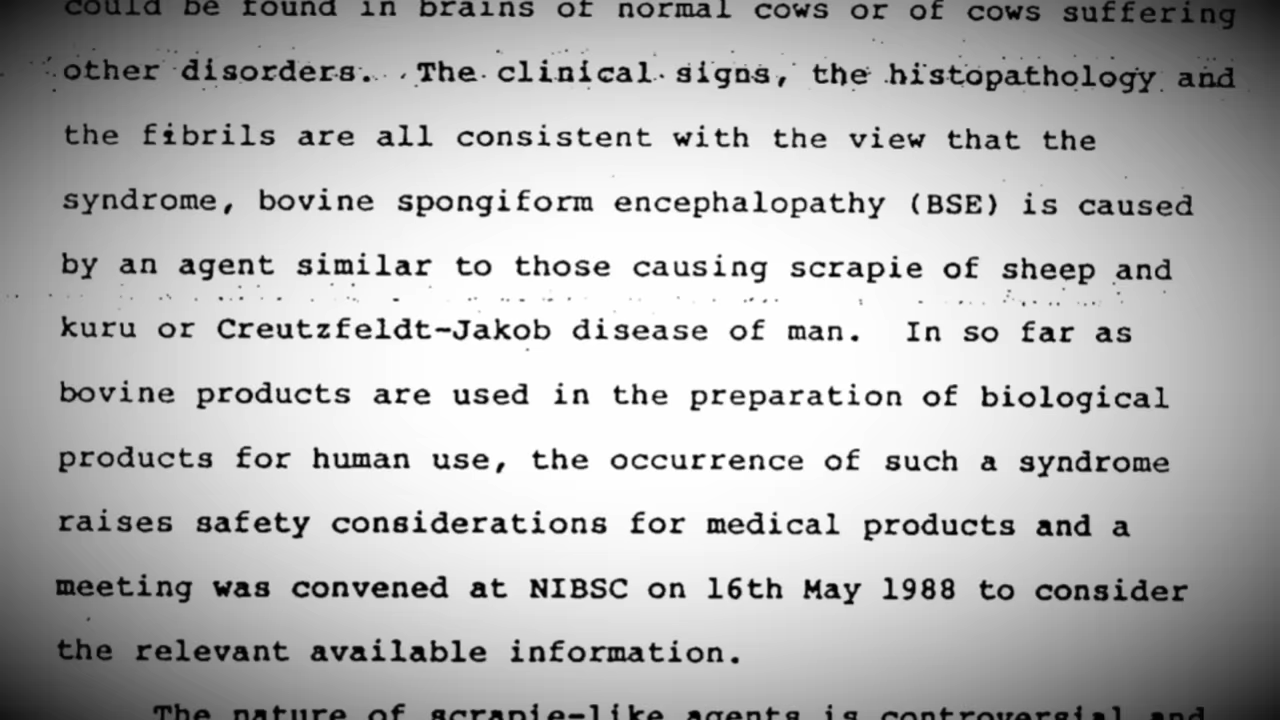 could be found in brains of normal cows or of cows suffering
other disorders. The clinical signs, the histopathology and
the fibrils are all consistent with the view that the
syndrome, bovine spongiform encephalopathy (BSE) is caused
by an agent similar to those causing scrapie of sheep and
kuru or Creutzfeldt-Jakob disease of man. In so far as
bovine products are used in the preparation of biological
products for human use, the occurrence of such a syndrome
raises safety considerations for medical products and a
meeting was convened at NIBSC on 16th May 1988 to consider
the relevant available information.
The nature of scrapie-like agents is controversial and